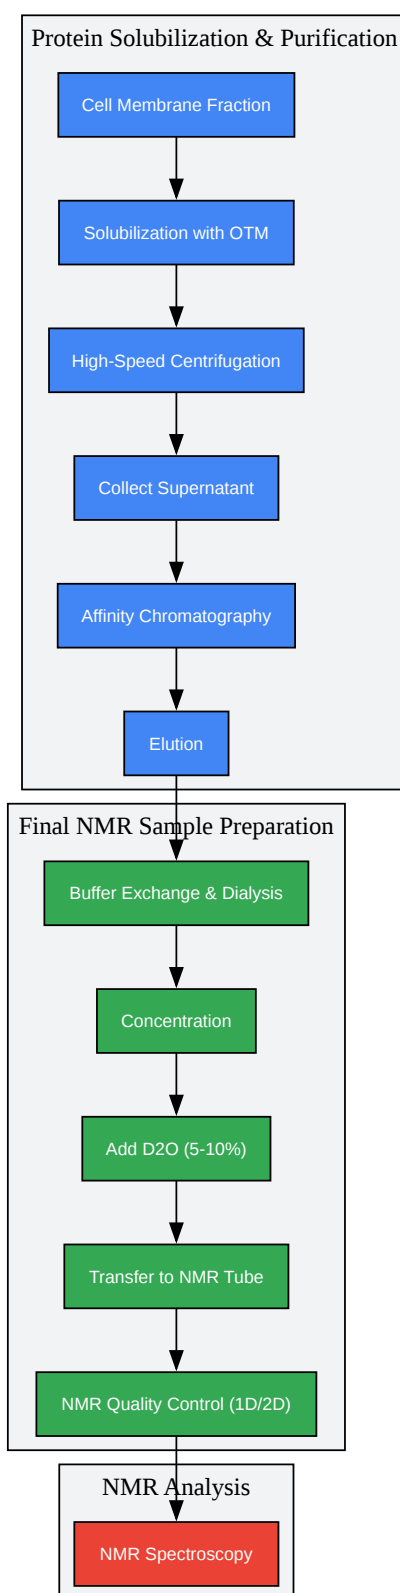 Protein Solubilization & Purification
Cell Membrane Fraction
Solubilization with OTM
High-Speed Centrifugation
Collect Supernatant
Affinity Chromatography
Elution
Final NMR Sample Preparation
Buffer Exchange & Dialysis
Concentration
Add D2O (5-10%)
Transfer to NMR Tube
NMR Quality Control (1D/2D)
NMR Analysis
NMR Spectroscopy